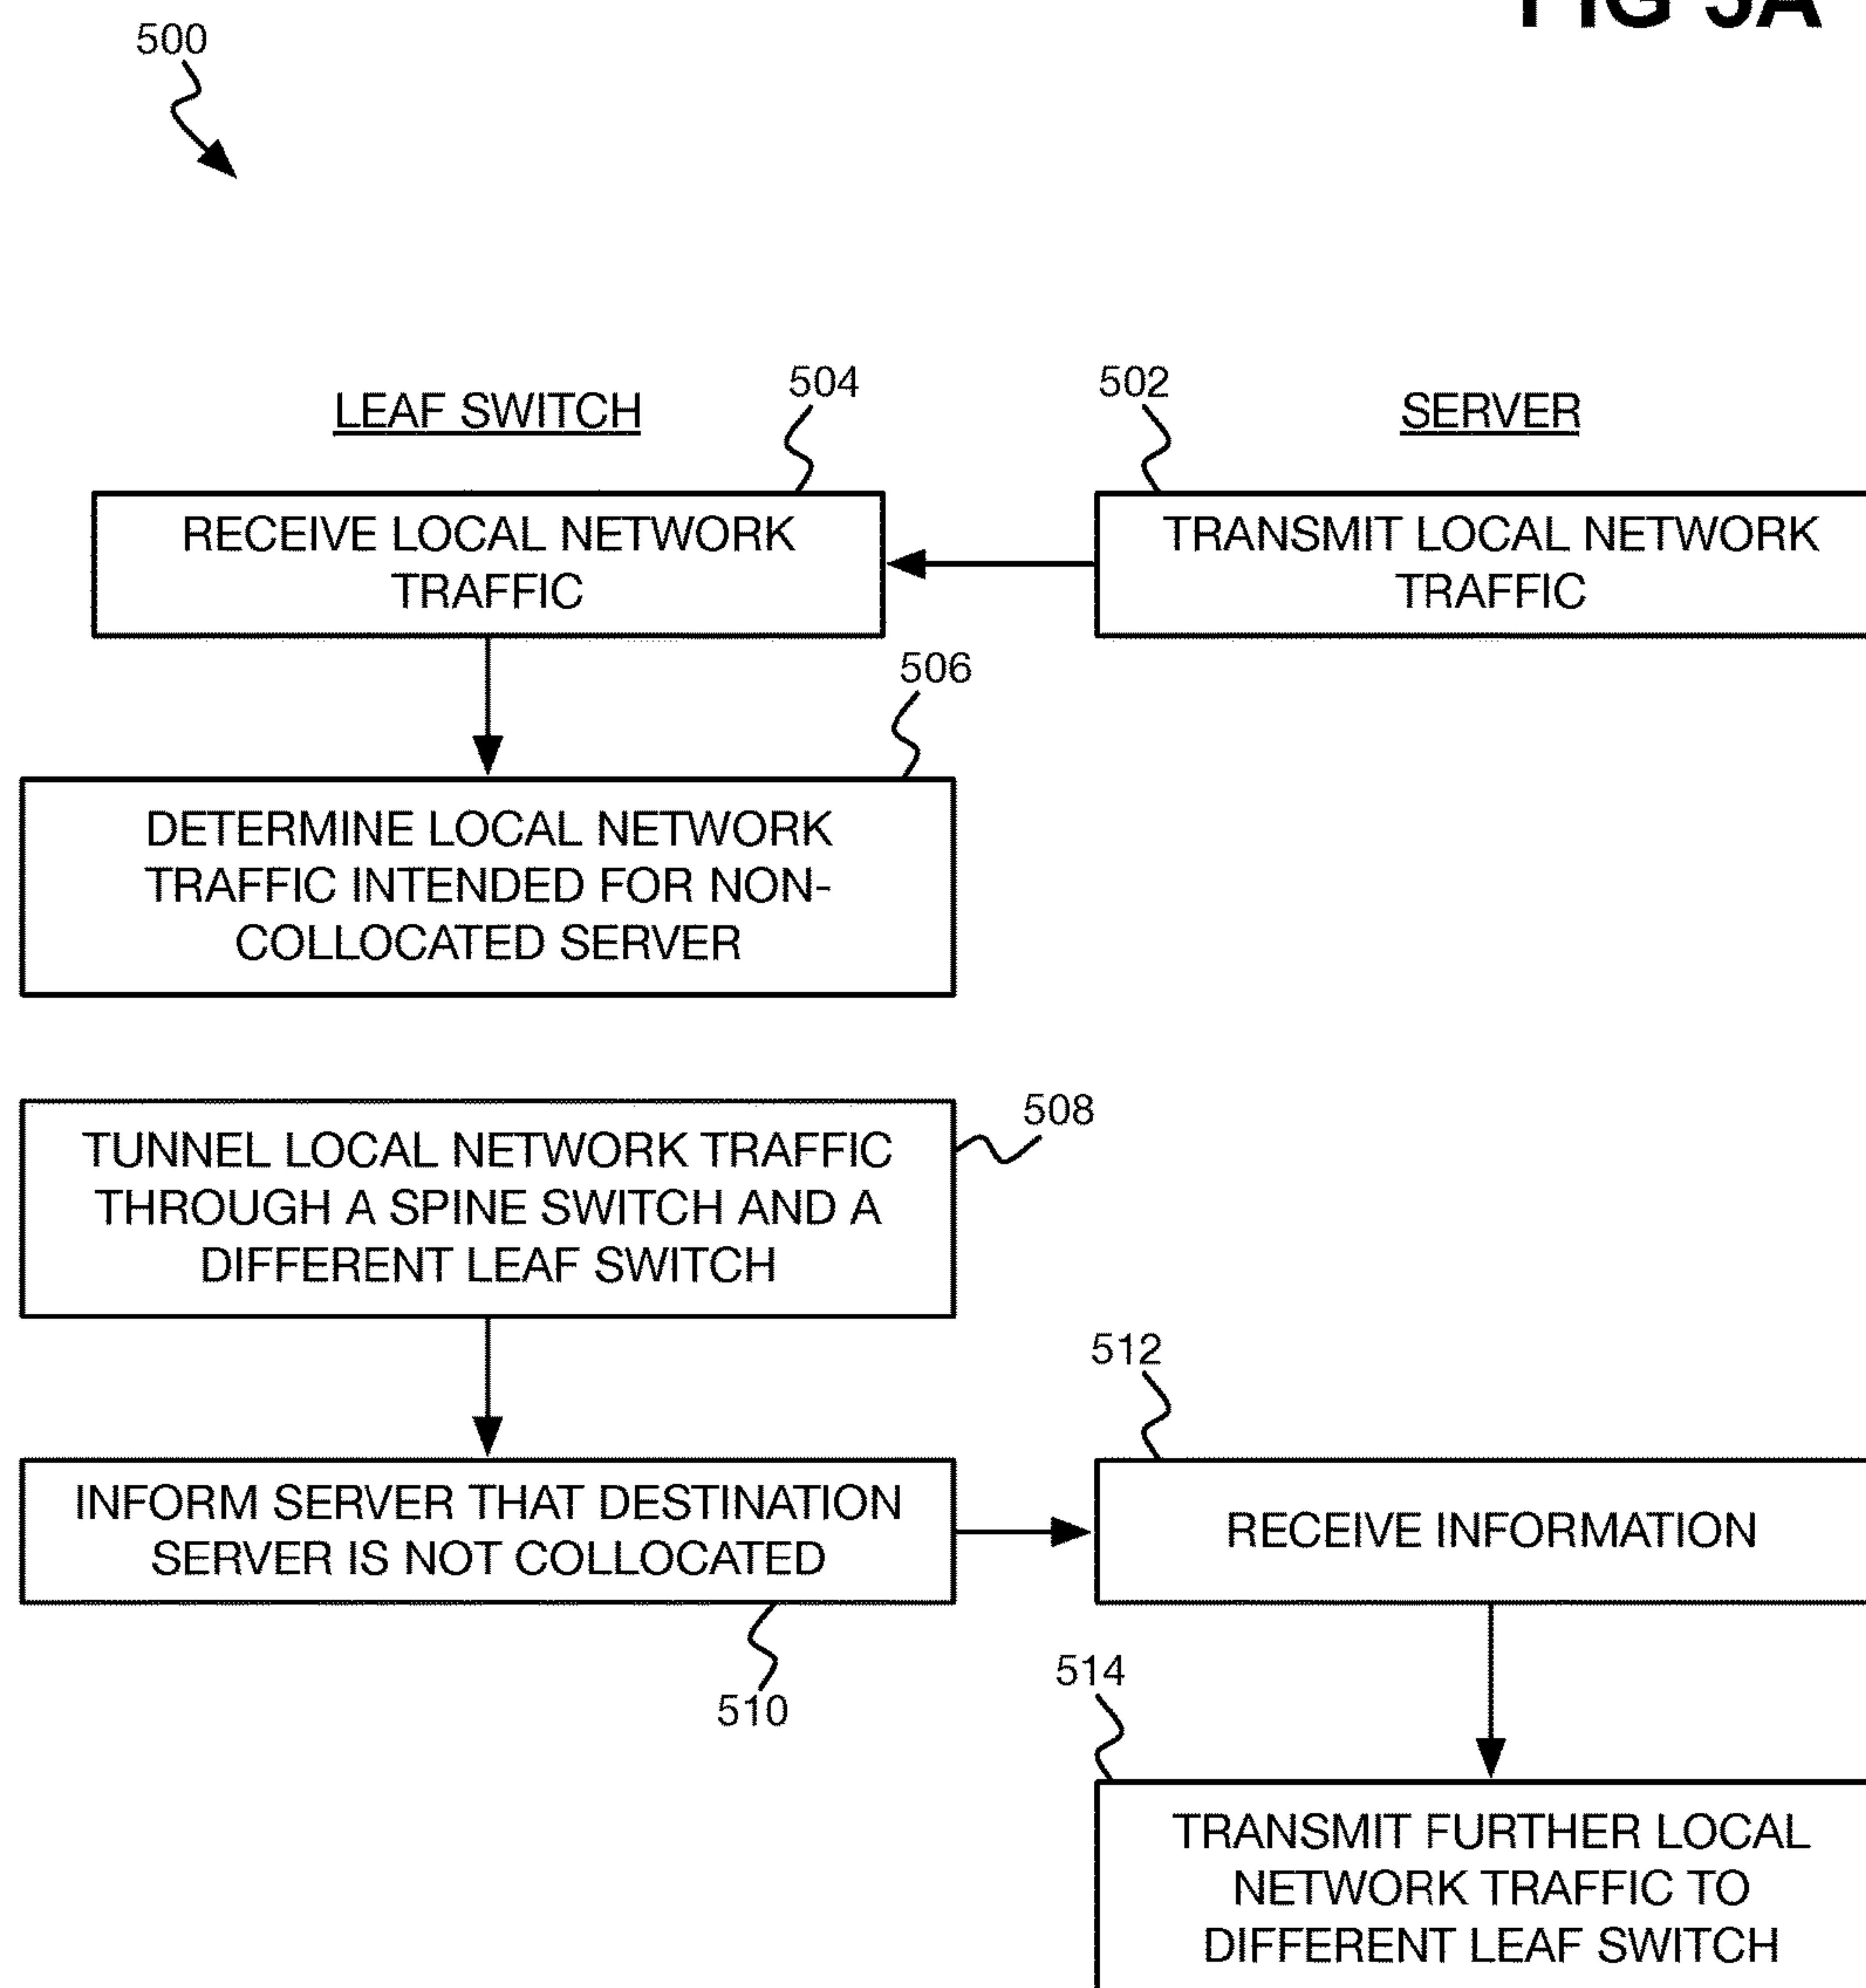 FIG 5A
500
504
502
LEAF SWITCH
SERVER
RECEIVE LOCAL NETWORK
TRAFFIC
TRANSMIT LOCAL NETWORK
TRAFFIC
506
DETERMINE LOCAL NETWORK
TRAFFIC INTENDED FOR NON-
COLLOCATED SERVER
508
TUNNEL LOCAL NETWORK TRAFFIC
THROUGH A SPINE SWITCH AND A
DIFFERENT LEAF SWITCH
512
INFORM SERVER THAT DESTINATION
SERVER IS NOT COLLOCATED
RECEIVE INFORMATION
510
514
TRANSMIT FURTHER LOCAL
NETWORK TRAFFIC TO
DIFFERENT LEAF SWITCH